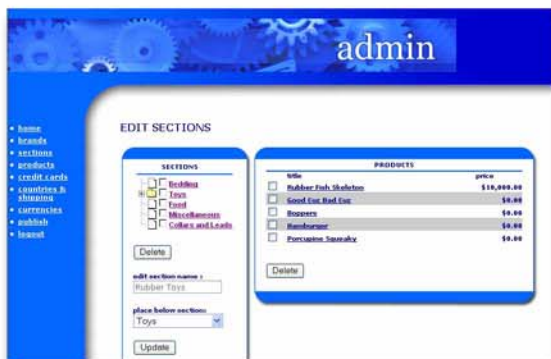 admin
home
brands
sections
products
credit cards
countries &
shipping
currencies
publish
logout
EDIT SECTIONS
SECTIONS
Bedding
Toys
Food
Miscellaneous
Collars and Leads
Delete
edit section name :
Rubber Toys
place below section:
Toys
Update
PRODUCTS
title price
Rubber Fish Skeleton $10,000.00
Good Cuz Bad Cuz $0.00
Boppers $0.00
Hamburger $0.00
Porcupine Squeaky $0.00
Delete